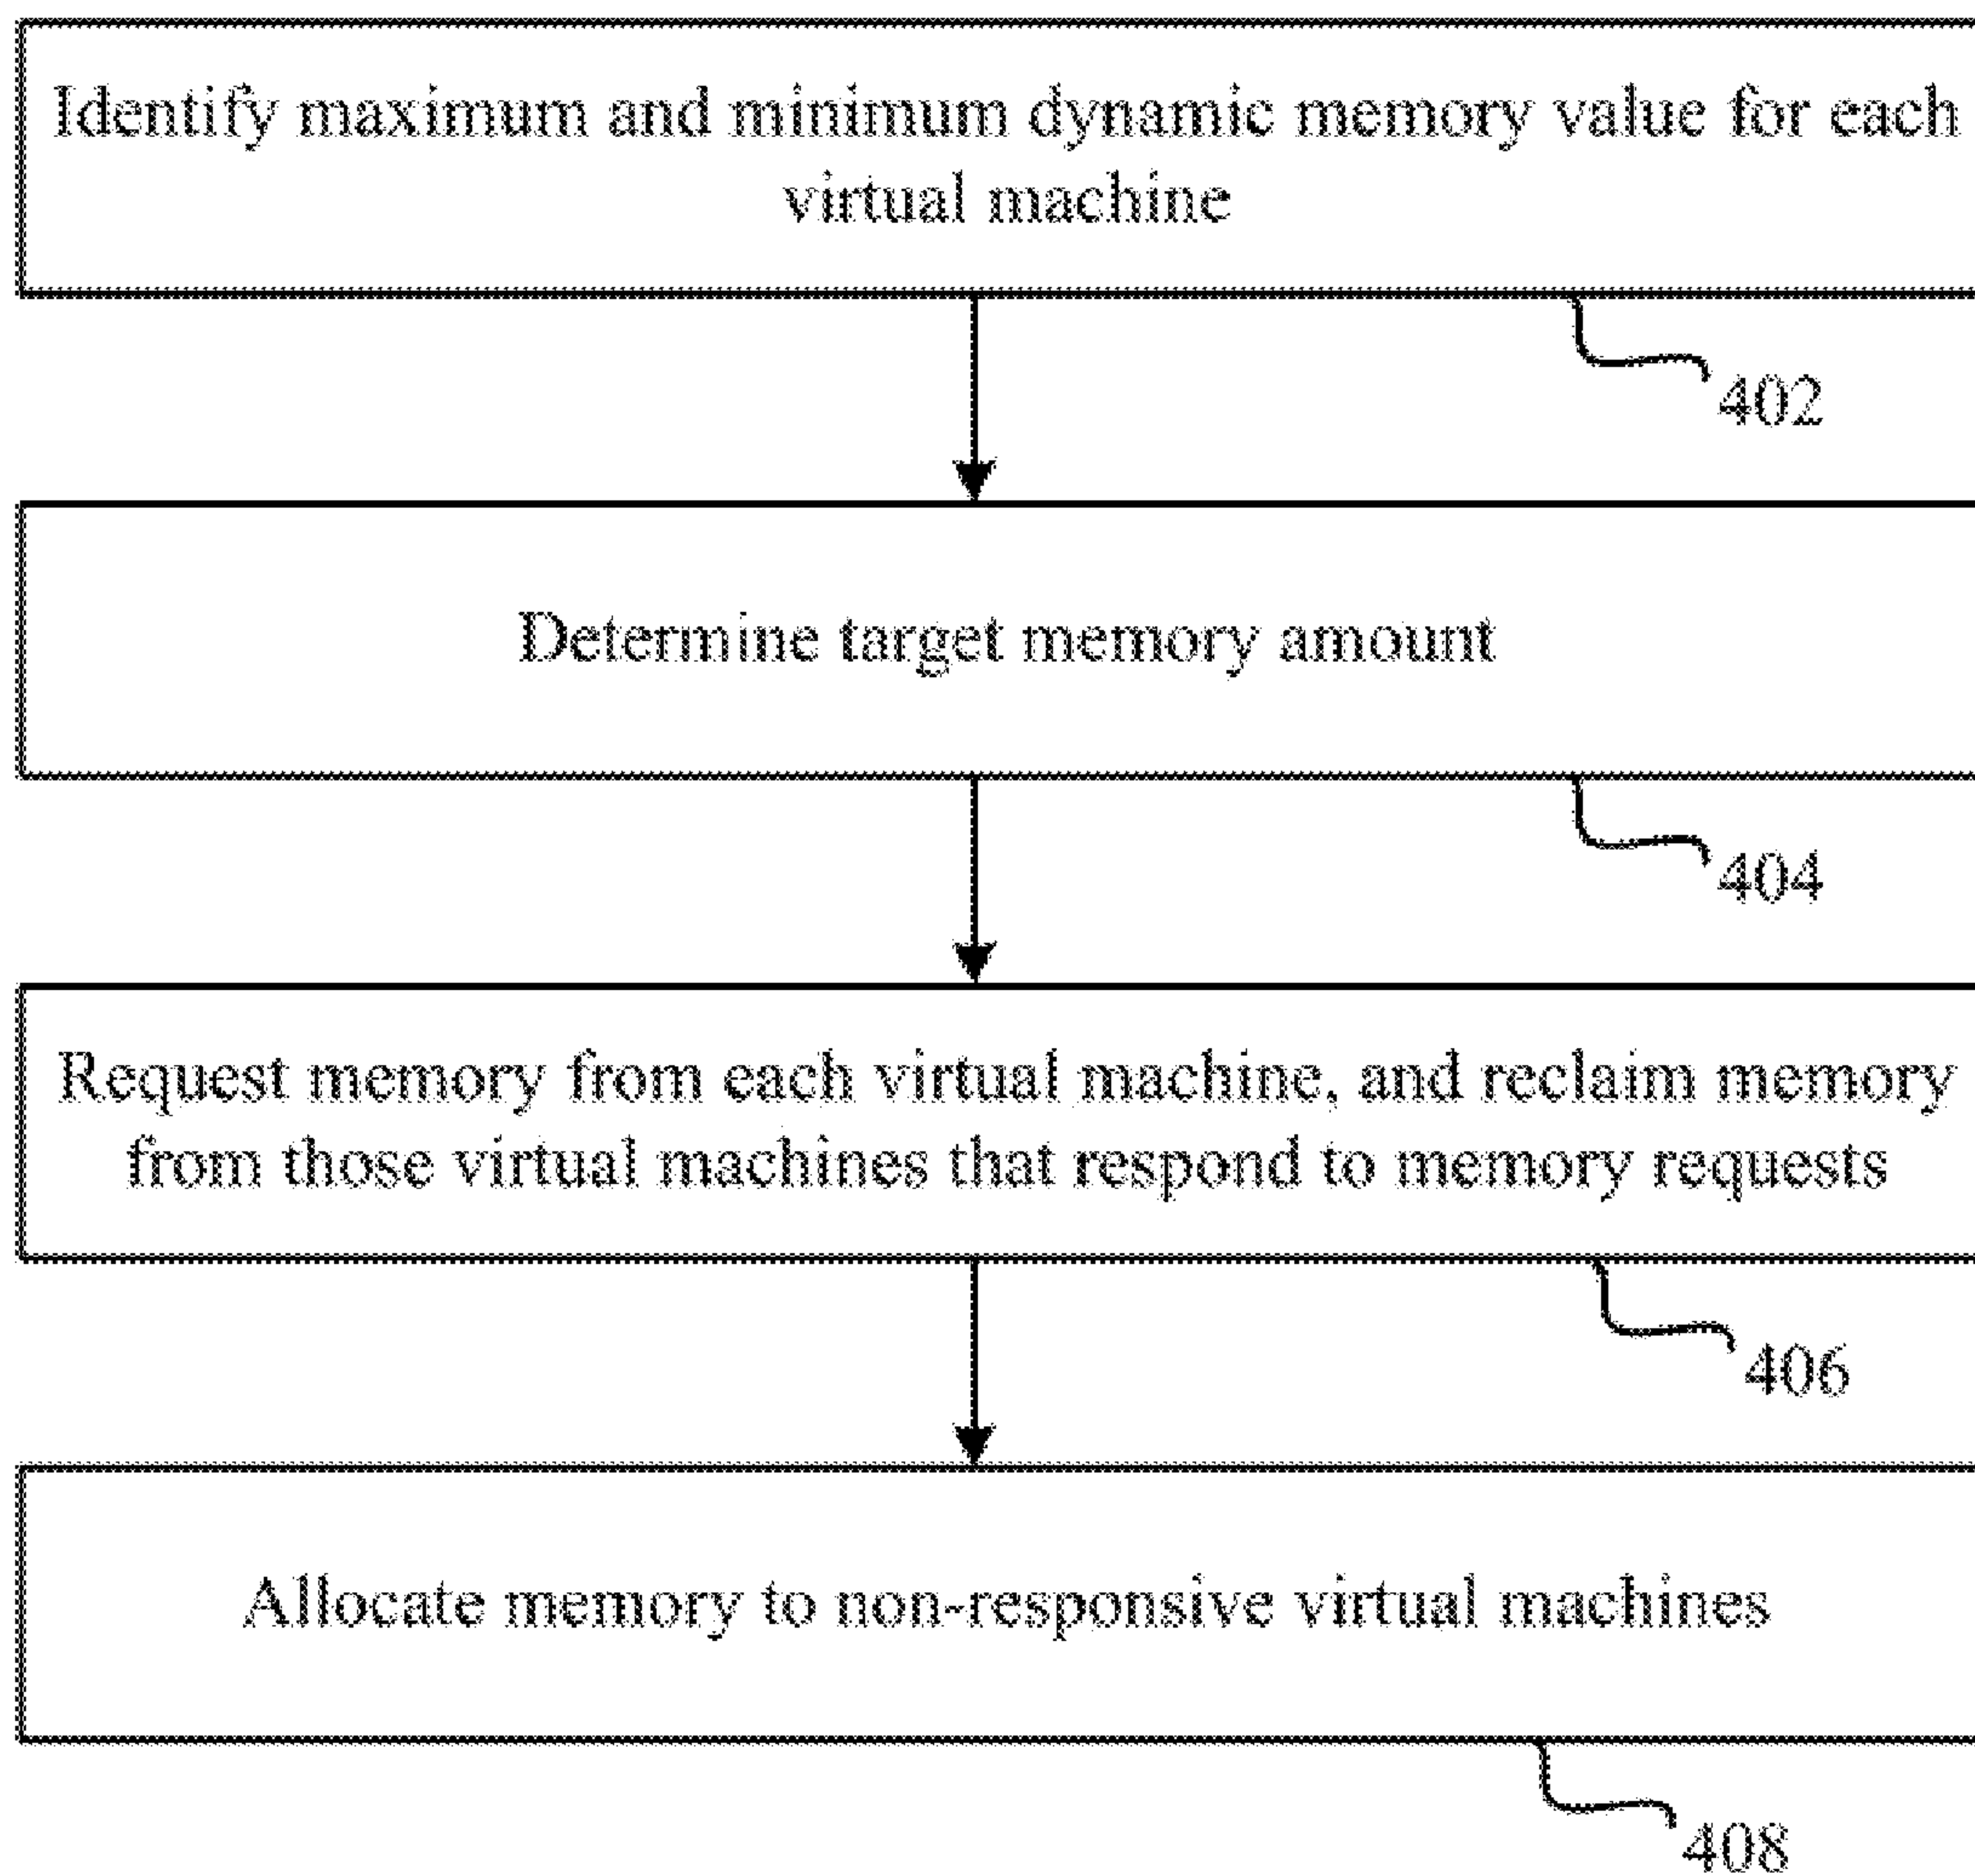 Identify maximum and minimum dynamic memory value for each
virtual machine
402
Determine target memory amount
404
Request memory from each virtual machine, and reclaim memory
from those virtual machines that respond to memory requests
406
Allocate memory to non-responsive virtual machines
408